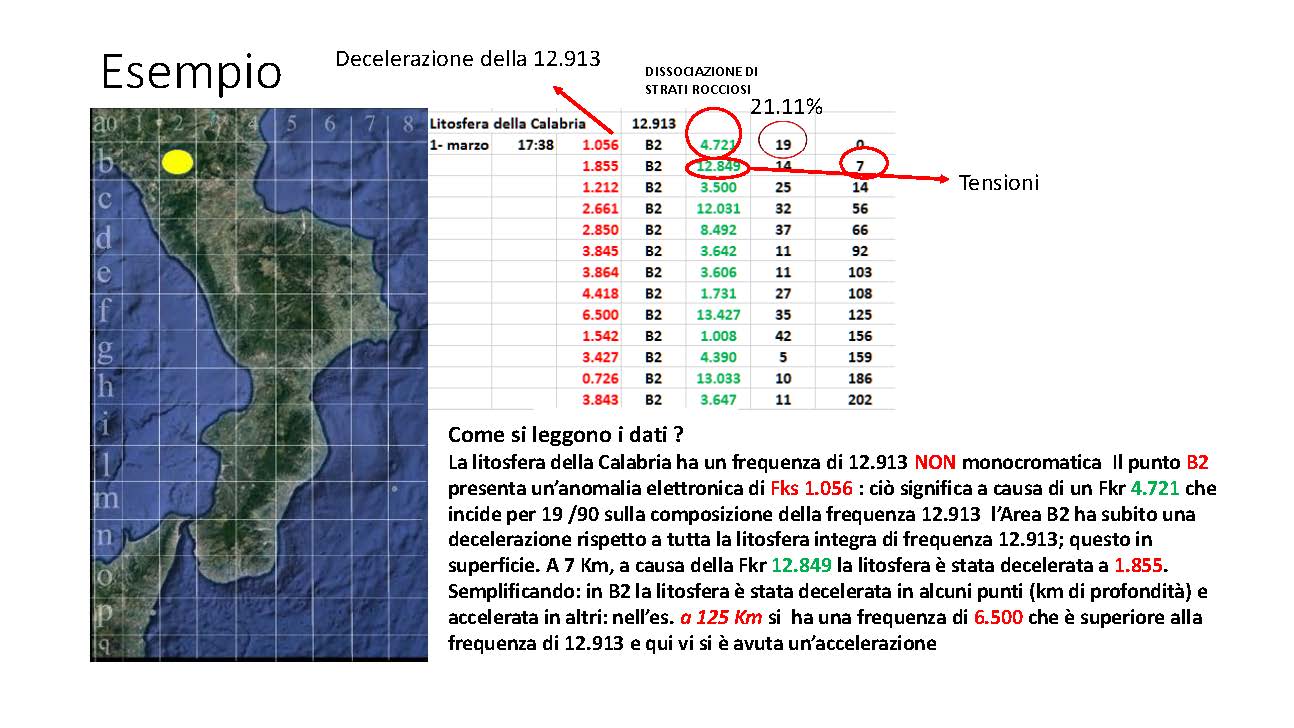 Esempio
Decelerazione della 12.913
DISSOCIAZIONE DI
STRATI ROCCIOSI
21.11%
a0 1 2 3 4 5 6 7 8
b
c
d
e
f
g
h
i
l
m
n
o
p
q
Litosfera della Calabria 12.913
1- marzo 17:38 1.056 B2 4.721 19 0
1.855 B2 12.849 14 7
Tensioni
1.212 B2 3.500 25 14
2.661 B2 12.031 32 56
2.850 B2 8.492 37 66
3.845 B2 3.642 11 92
3.864 B2 3.606 11 103
4.418 B2 1.731 27 108
6.500 B2 13.427 35 125
1.542 B2 1.008 42 156
3.427 B2 4.390 5 159
0.726 B2 13.033 10 186
3.843 B2 3.647 11 202
Come si leggono i dati ?
La litosfera della Calabria ha un frequenza di 12.913 NON monocromatica Il punto B2
presenta un'anomalia elettronica di Fks 1.056 : ciò significa a causa di un Fkr 4.721 che
incide per 19 /90 sulla composizione della frequenza 12.913 l'Area B2 ha subito una
decelerazione rispetto a tutta la litosfera integra di frequenza 12.913; questo in
superficie. A 7 Km, a causa della Fkr 12.849 la litosfera è stata decelerata a 1.855.
Semplificando: in B2 la litosfera è stata decelerata in alcuni punti (km di profondità) e
accelerata in altri: nell'es. a 125 Km si ha una frequenza di 6.500 che è superiore alla
frequenza di 12.913 e qui vi si è avuta un'accelerazione